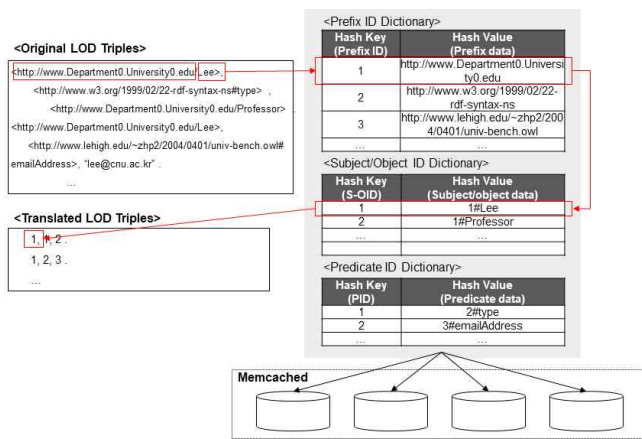 <Original LOD Triples>
<http://www.Department0.University0.edu/Lee>,
<http://www.w3.org/1999/02/22-rdf-syntax-ns#type> ,
<http://www.Department0.University0.edu/Professor> .
<http://www.Department0.University0.edu/Lee>,
<http://www.lehigh.edu/~zhp2/2004/0401/univ-bench.owl#
emailAddress>, “lee@cnu.ac.kr” .
...
<Translated LOD Triples>
1, 1, 2 .
1, 2, 3 .
...
<Prefix ID Dictionary>
Hash Key Hash Value
(Prefix ID) (Prefix data)
1 http://www.Department0.Universi
ty0.edu
2 http://www.w3.org/1999/02/22-
rdf-syntax-ns
3 http://www.lehigh.edu/~zhp2/200
4/0401/univ-bench.owl
... ...
<Subject/Object ID Dictionary>
Hash Key Hash Value
(S-OID) (Subject/object data)
1 1#Lee
2 1#Professor
... ...
<Predicate ID Dictionary>
Hash Key Hash Value
(PID) (Predicate data)
1 2#type
2 3#emailAddress
... ...
Memcached